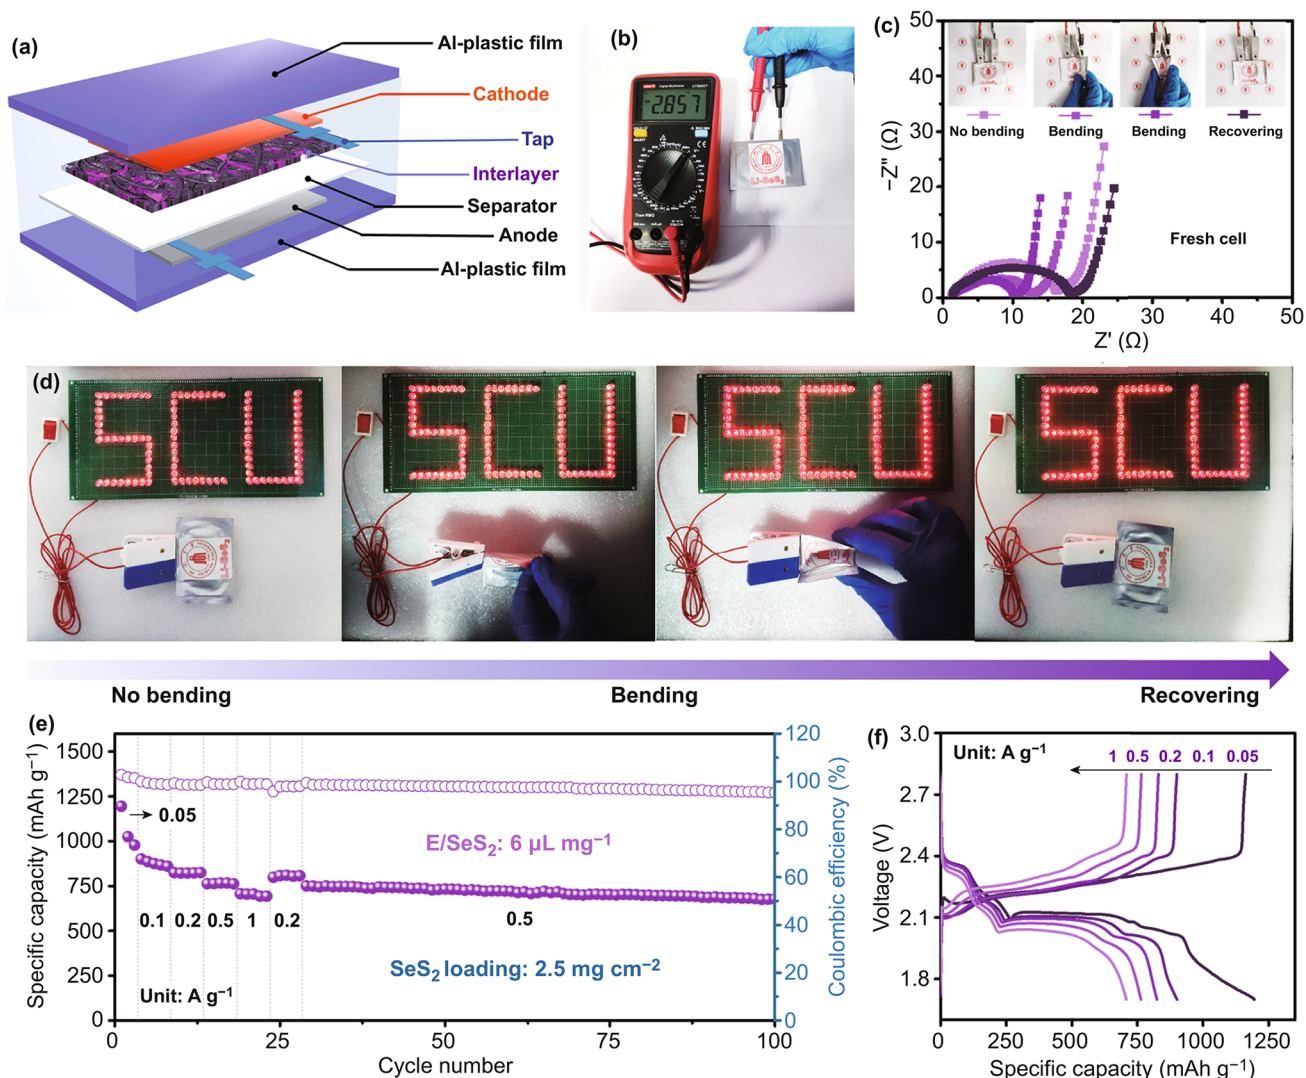 (a)
Al-plastic film
Cathode
Tap
Interlayer
Separator
Anode
Al-plastic film
(b)
2.857
Li-SeS₂
(c)
50
40
30
20
10
0
−Z'' (Ω)
No bending
Bending
Bending
Recovering
Fresh cell
0
10
20
30
40
50
Z' (Ω)
(d)
SCU
SCU
SCU
SCU
Li-SeS₂
Li-SeS₂
No bending
Bending
Recovering
(e)
Specific capacity (mAh g⁻¹)
1500
1250
1000
750
500
250
0
0.05
E/SeS₂: 6 μL mg⁻¹
0.1
0.2
0.5
1
0.2
0.5
SeS₂ loading: 2.5 mg cm⁻²
Unit: A g⁻¹
120
100
80
60
40
20
0
Coulombic efficiency (%)
0
25
50
75
100
Cycle number
(f)
Voltage (V)
3.0
2.7
2.4
2.1
1.8
Unit: A g⁻¹
1 0.5 0.2 0.1 0.05
0
250
500
750
1000
1250
Specific capacity (mAh g⁻¹)